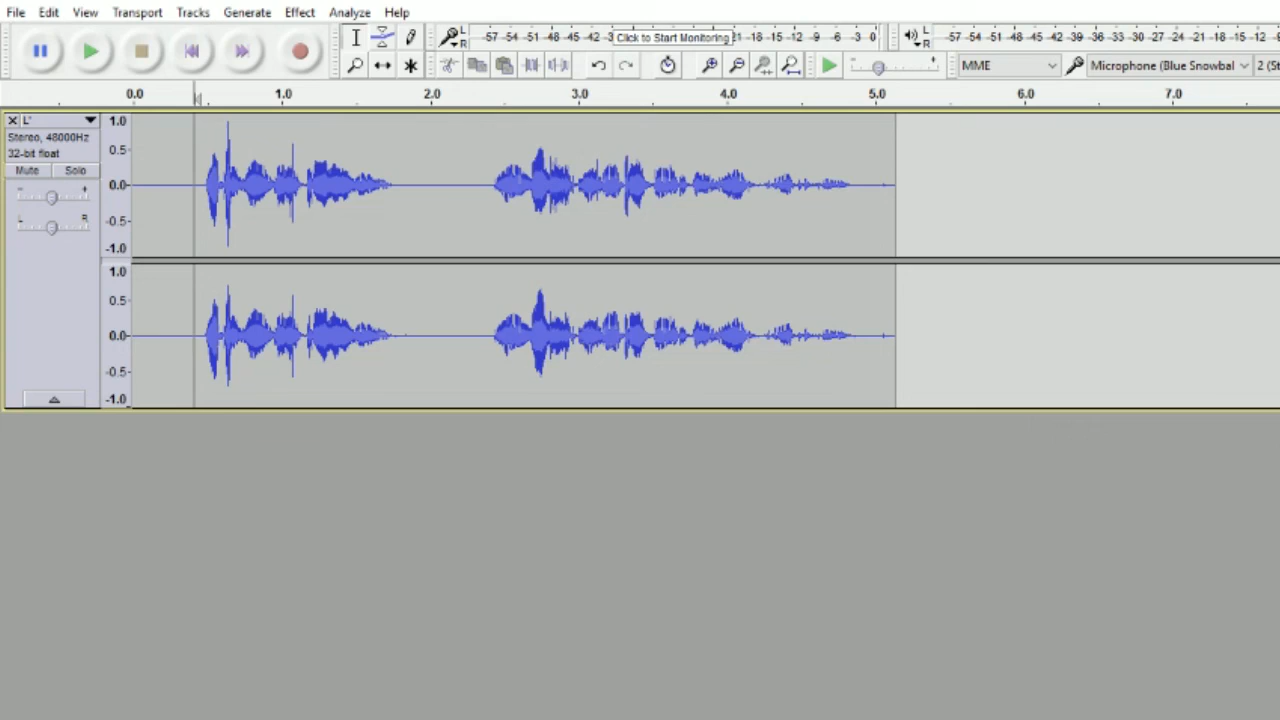 File Edit View Transport Tracks Generate Effect Analyze Help
L R -57 -54 -51 -48 -45 -42 -3 Click to Start Monitoring 21 -18 -15 -12 -9 -6 -3 0 L R -57 -54 -51 -48 -45 -42 -39 -36 -33 -30 -27 -24 -21 -18 -15 -12 -9
MME Microphone (Blue Snowbal 2 (St
0.0 1.0 2.0 3.0 4.0 5.0 6.0 7.0
X L'
Stereo, 48000Hz
32-bit float
Mute Solo
- +
L R
1.0
0.5
0.0
-0.5
-1.0
1.0
0.5
0.0
-0.5
-1.0